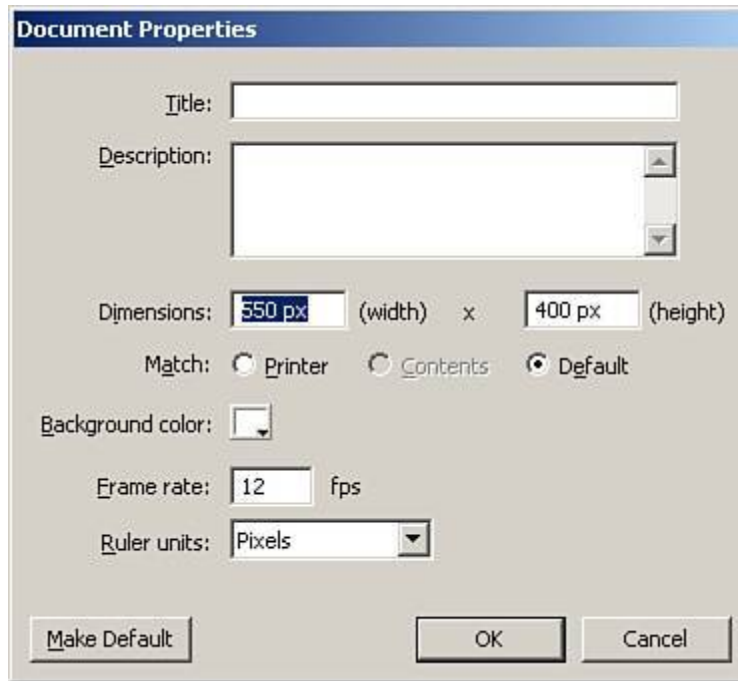 Document Properties
Title:
Description:
Dimensions: 550 px (width) x 400 px (height)
Match: Printer Contents Default
Background color:
Frame rate: 12 fps
Ruler units: Pixels
Make Default OK Cancel